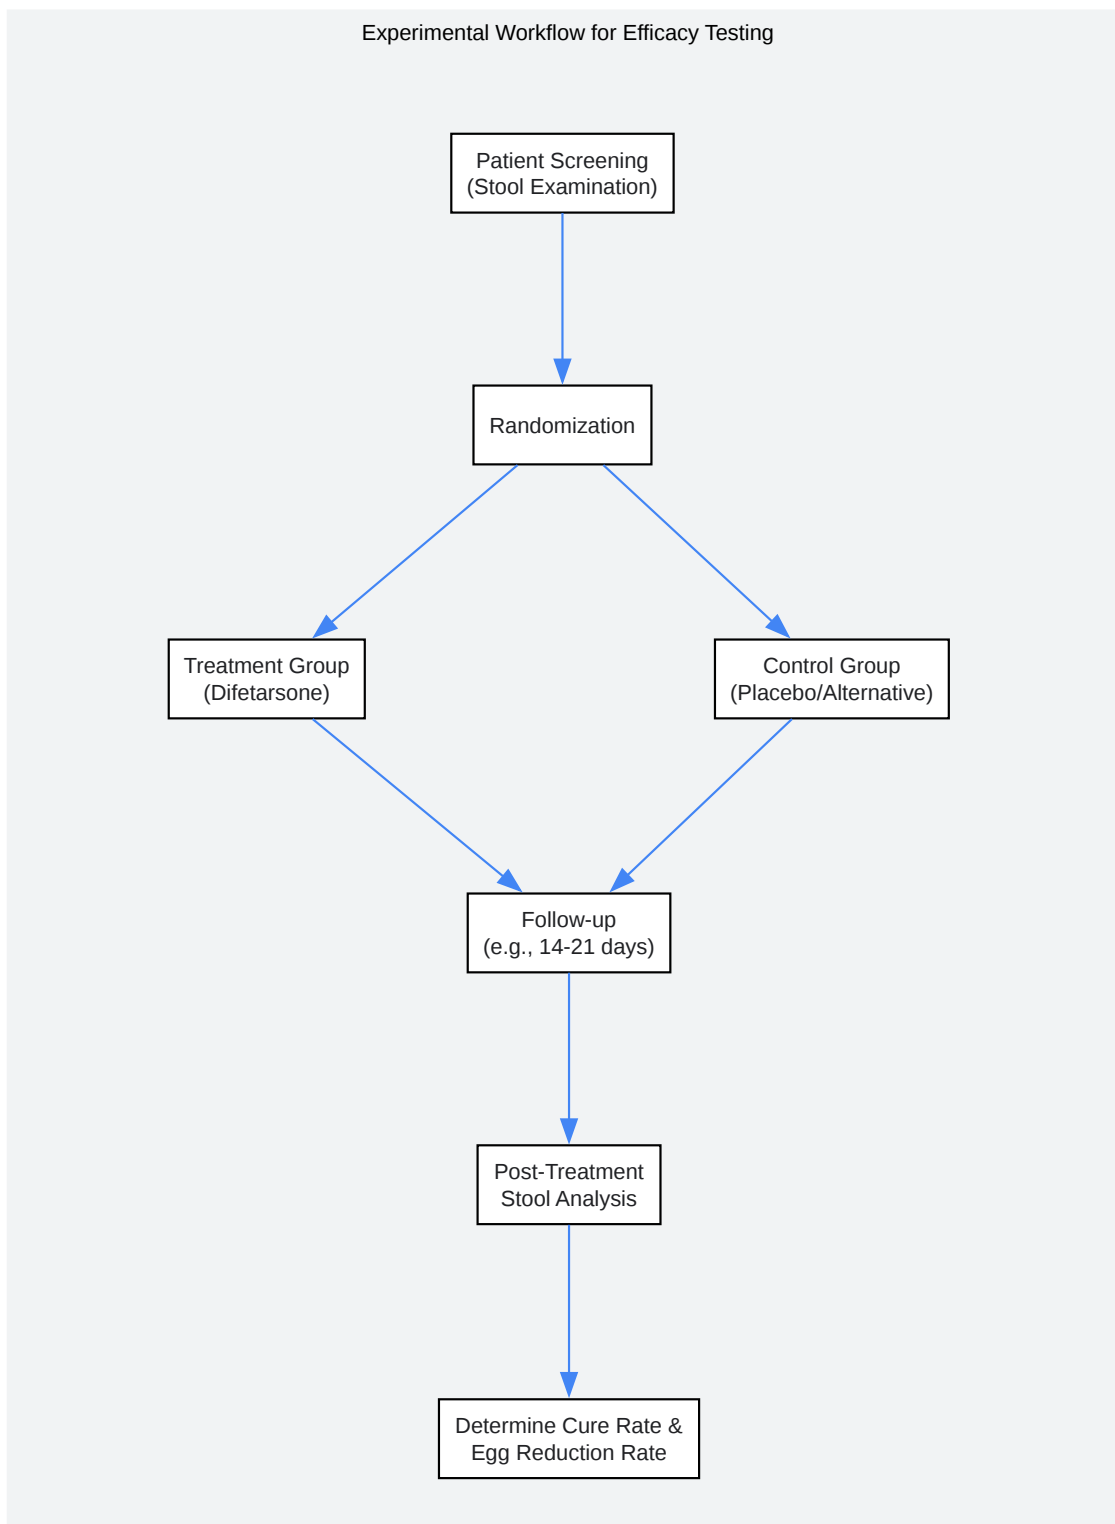 Experimental Workflow for Efficacy Testing
Patient Screening
(Stool Examination)
Randomization
Treatment Group
(Difetarsone)
Control Group
(Placebo/Alternative)
Follow-up
(e.g., 14-21 days)
Post-Treatment
Stool Analysis
Determine Cure Rate &
Egg Reduction Rate